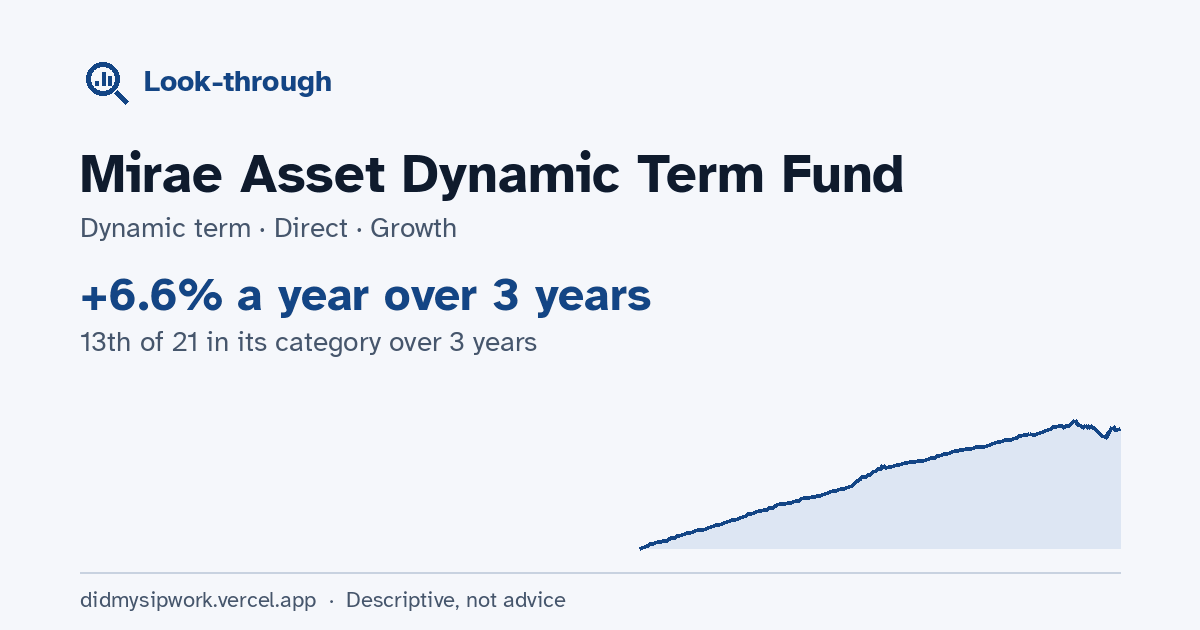 Look-through
Mirae Asset Dynamic Term Fund
Dynamic term · Direct · Growth
+6.6% a year over 3 years
13th of 21 in its category over 3 years
didmysipwork.vercel.app · Descriptive, not advice